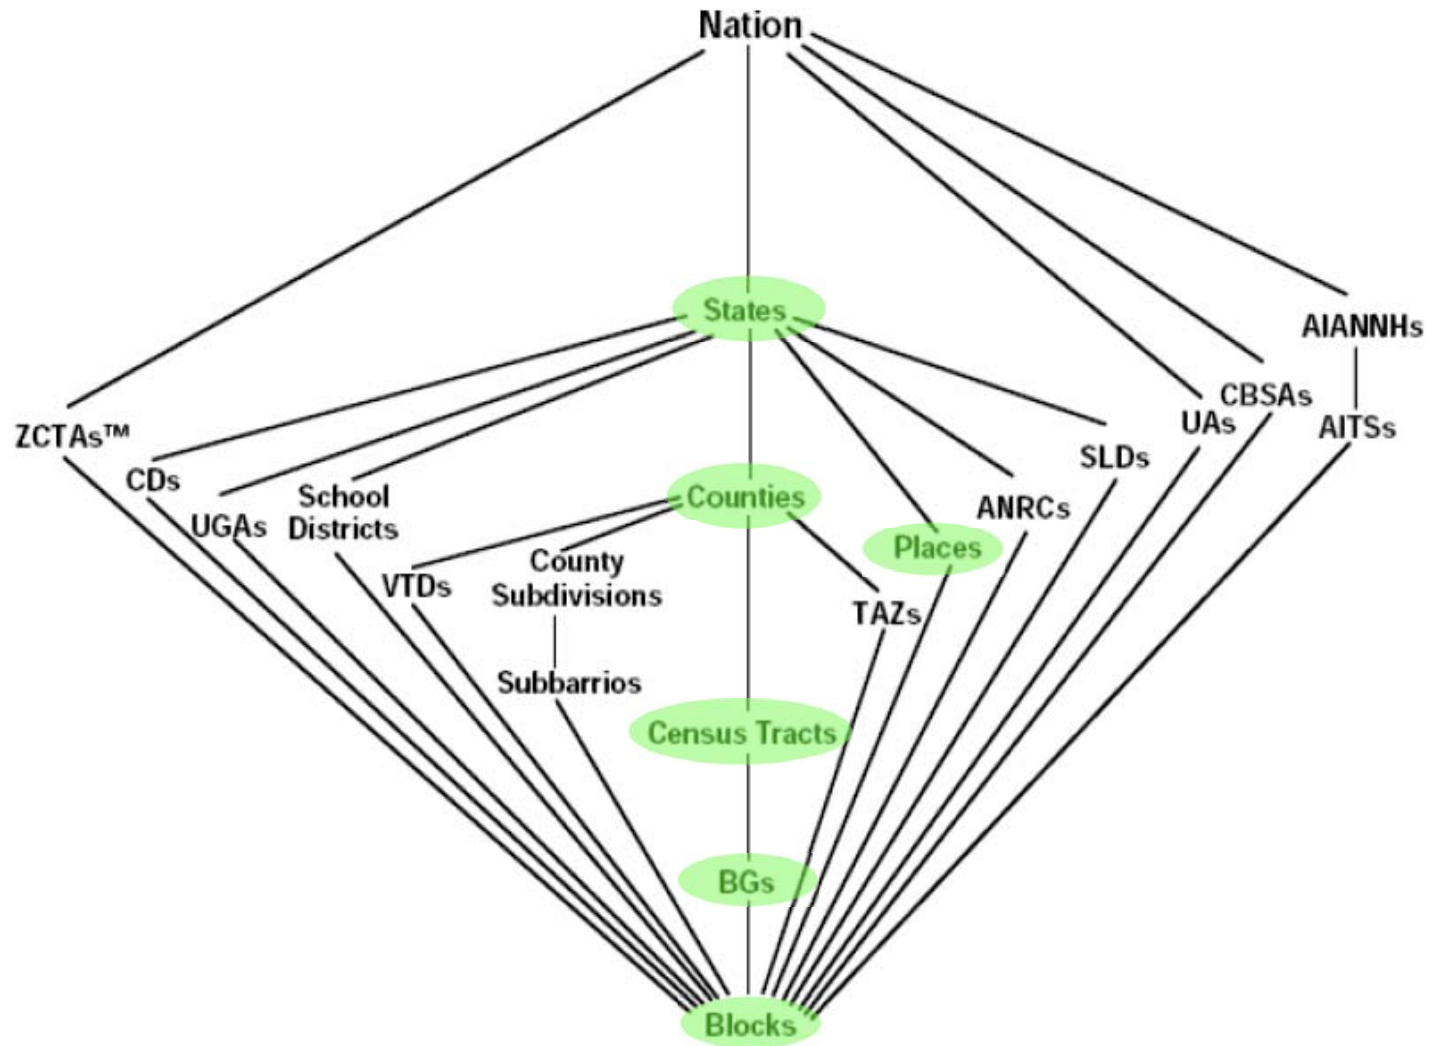 Nation
States
AIANNHs
CBSAs
UAs
AITSs
ZCTAs™
SLDs
CDs
School
Districts
Counties
ANRCs
UGAs
Places
County
Subdivisions
VTDs
TAZs
Subbarrios
Census Tracts
BGs
Blocks